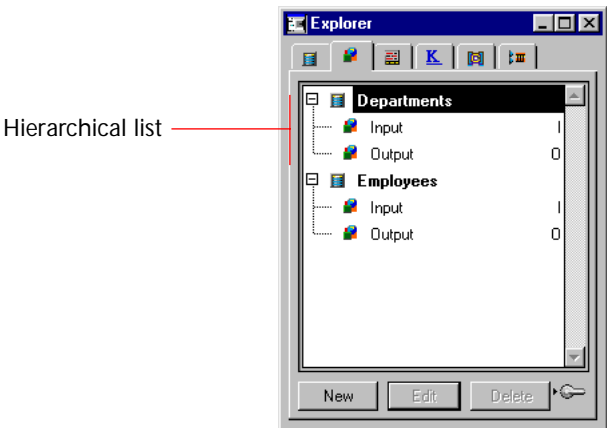 Explorer
K
Departments
Hierarchical list
Input I
Output O
Employees
Input I
Output O
New Edit Delete